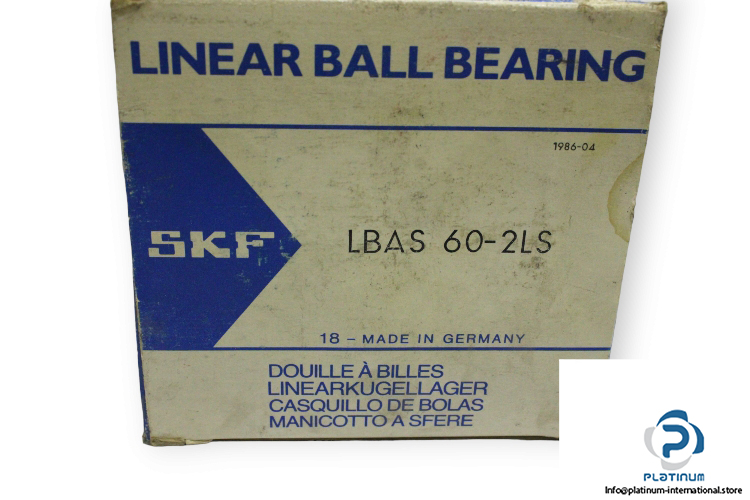 LINEAR BALL BEARING
1986-04
SKF
LBAS 60-2LS
18 - MADE IN GERMANY
DOUILLE À BILLES
LINEARKUGELLAGER
CASQUILLO DE BOLAS
MANICOTTO A SFERE
PLATINUM
Info@platinum-international.store